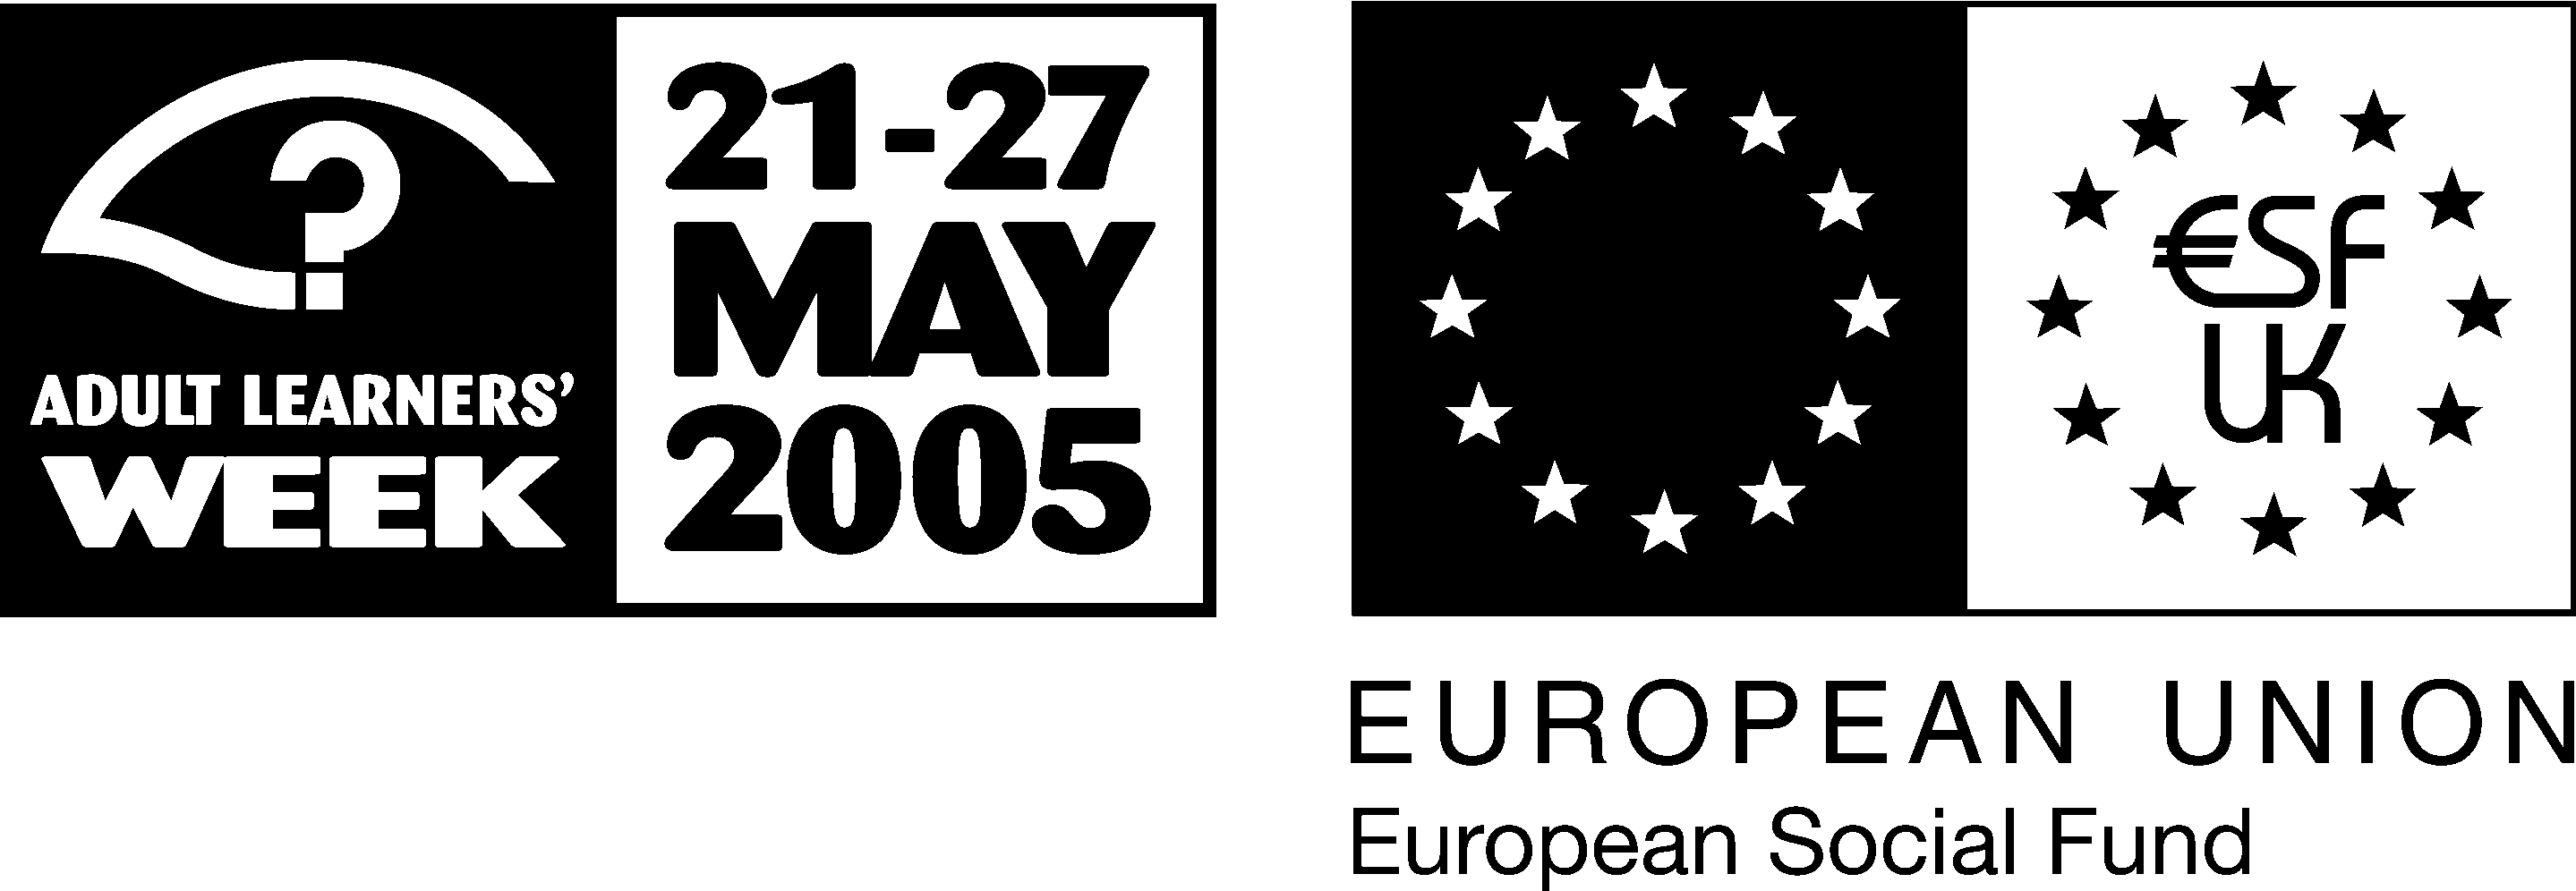 ?
ADULT LEARNERS’
WEEK
21-27
MAY
2005
€SF
UK
EUROPEAN UNION
European Social Fund